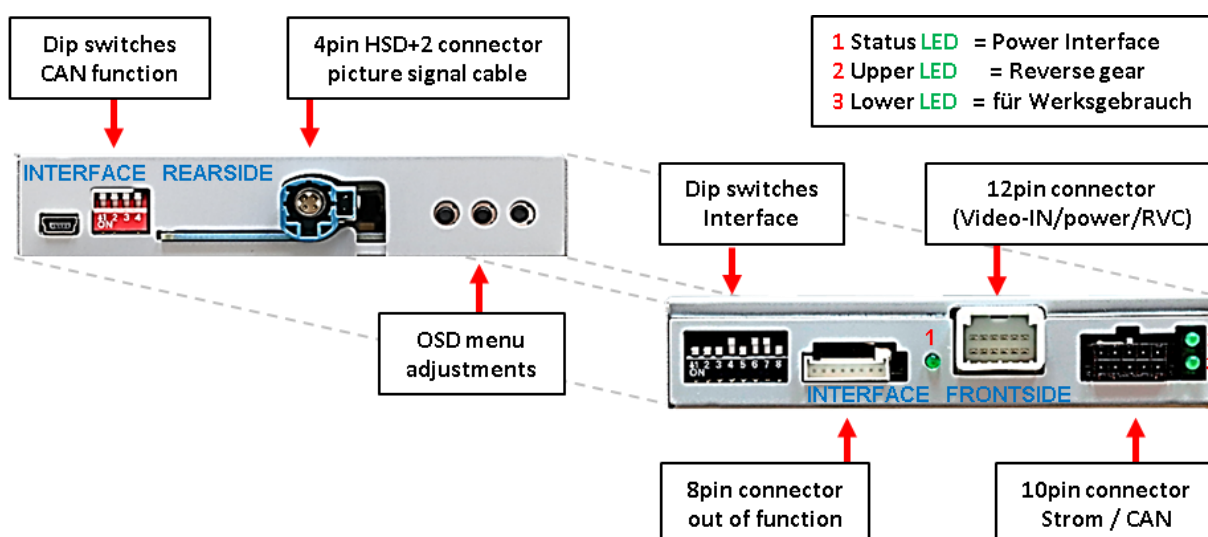 Dip switches
CAN function
4pin HSD+2 connector
picture signal cable
1 Status LED = Power Interface
2 Upper LED = Reverse gear
3 Lower LED = für Werksgebrauch
INTERFACE REARSIDE
1 2 3 4
ON
Dip switches
Interface
12pin connector
(Video-IN/power/RVC)
OSD menu
adjustments
1
1 2 3 4 5 6 7 8
ON
INTERFACE FRONTSIDE
8pin connector
out of function
10pin connector
Strom / CAN